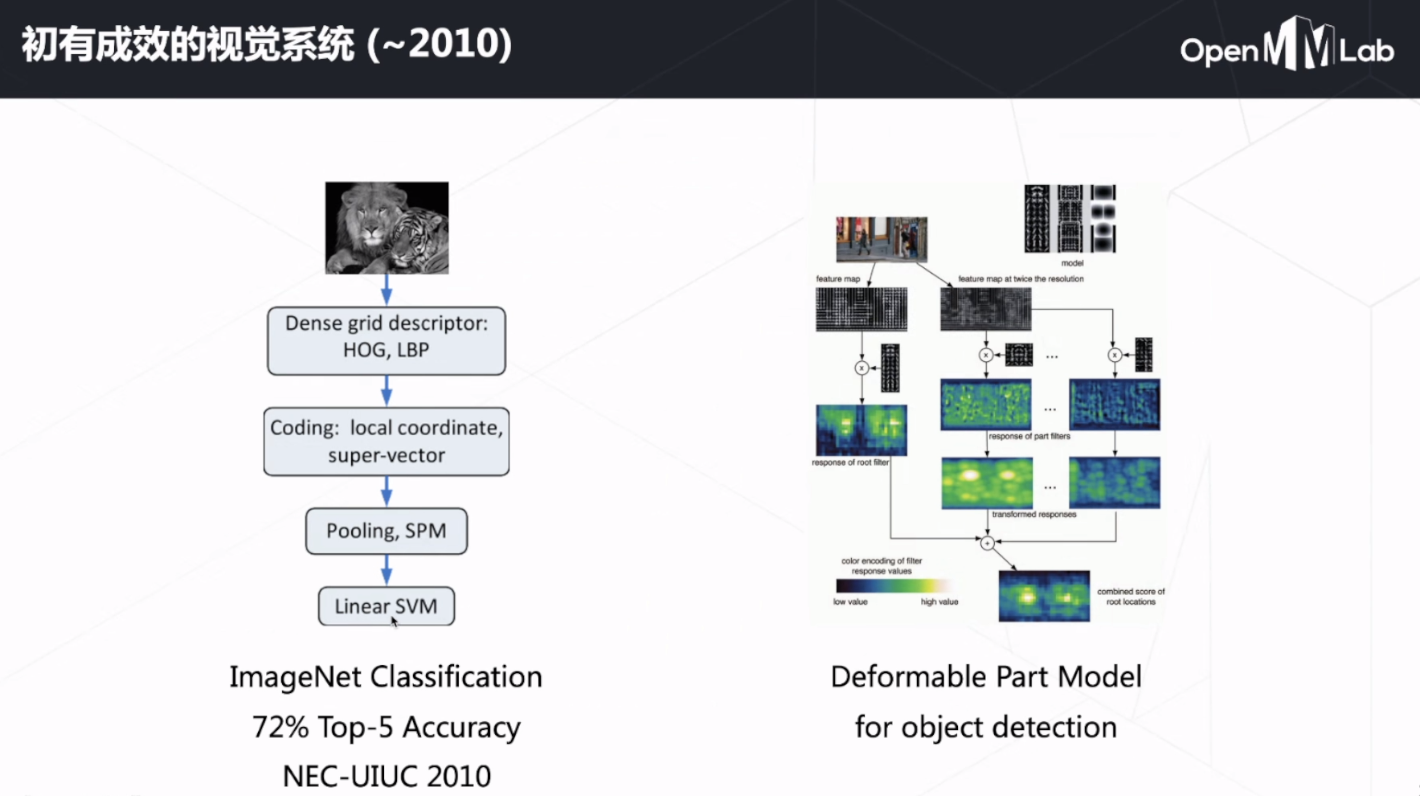 初有成效的视觉系统 (~2010)
OpenMMLab
Dense grid descriptor:
HOG, LBP
Coding: local coordinate,
super-vector
Pooling, SPM
Linear SVM
ImageNet Classification
72% Top-5 Accuracy
NEC-UIUC 2010
model
feature map
feature map at twice the resolution
x
x
...
x
...
response of part filters
response of root filter
...
transformed responses
+
color encoding of filter
response values
low value
high value
combined score of
root locations
Deformable Part Model
for object detection